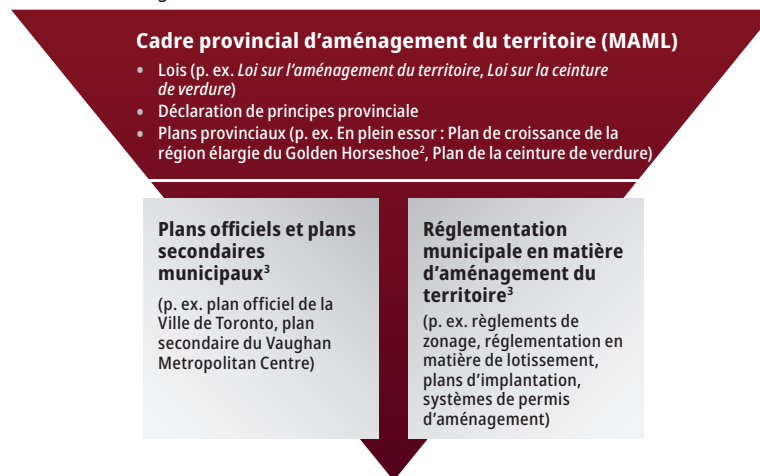 Cadre provincial d’aménagement du territoire (MAML)
• Lois (p. ex. Loi sur l’aménagement du territoire, Loi sur la ceinture
de verdure)
• Déclaration de principes provinciale
• Plans provinciaux (p. ex. En plein essor : Plan de croissance de la
région élargie du Golden Horseshoe², Plan de la ceinture de verdure)
Plans officiels et plans
secondaires
municipaux³
(p. ex. plan officiel de la
Ville de Toronto, plan
secondaire du Vaughan
Metropolitan Centre)
Réglementation
municipale en matière
d’aménagement du
territoire³
(p. ex. règlements de
zonage, réglementation en
matière de lotissement,
plans d’implantation,
systèmes de permis
d’aménagement)